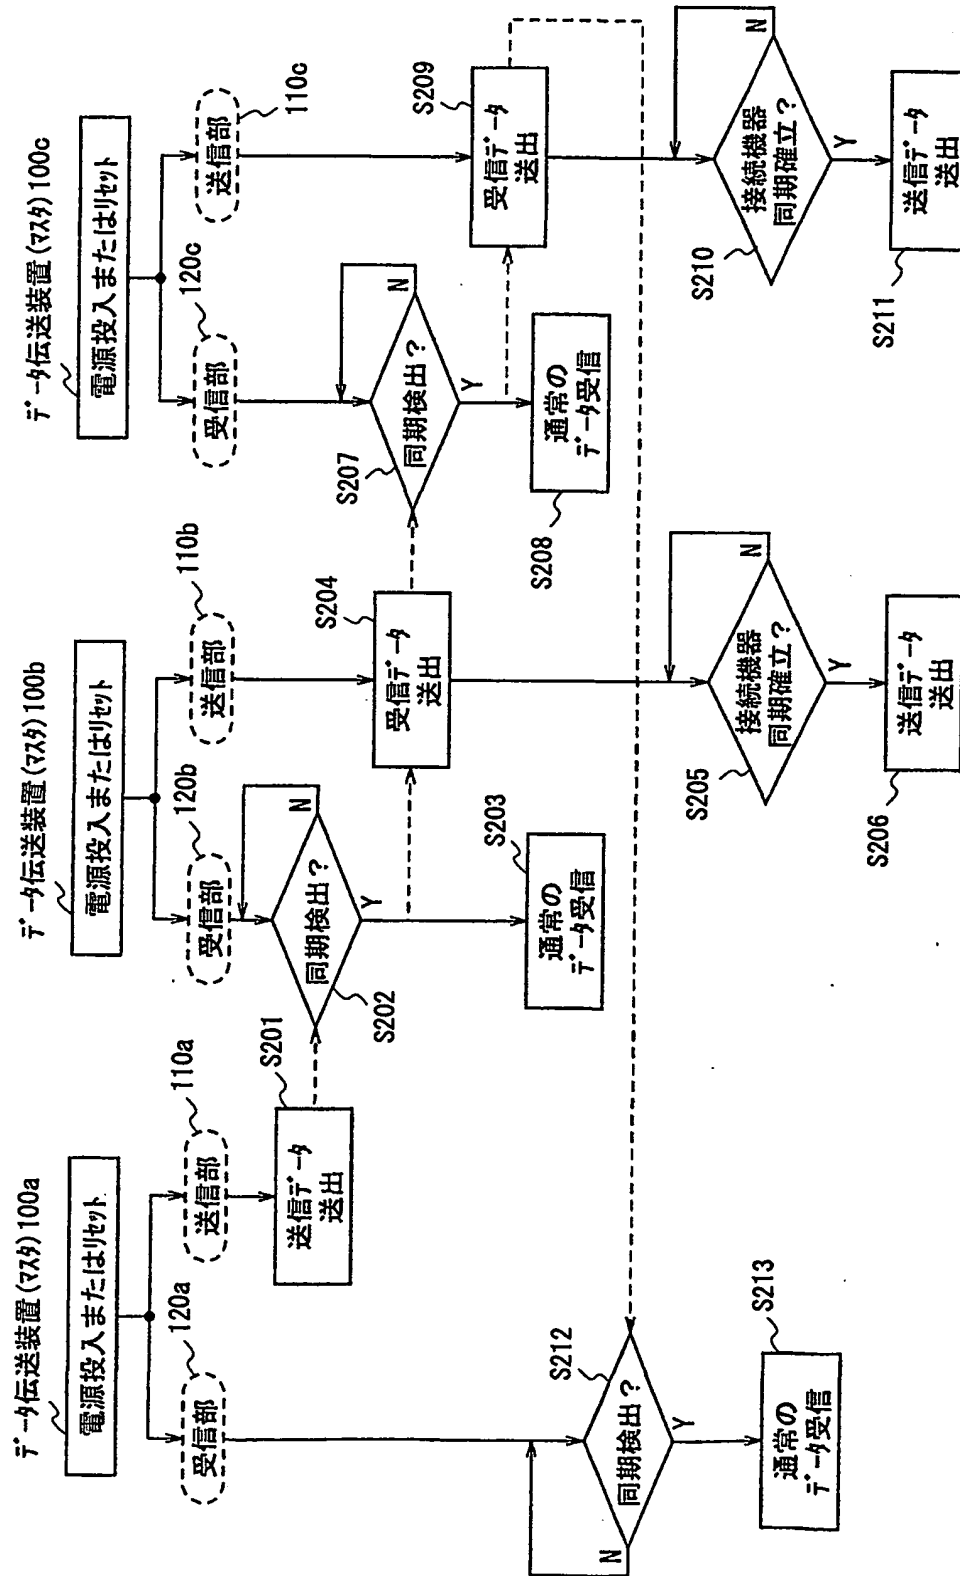 データ伝送装置(マスタ)100a
電源投入またはリセット
120a
受信部
110a
送信部
S201
送信データ
送出
S212
同期検出?
N
Y
S213
通常の
データ受信
データ伝送装置(マスタ)100b
電源投入またはリセット
120b
受信部
110b
送信部
S202
同期検出?
N
Y
S203
通常の
データ受信
S204
受信データ
送出
S205
接続機器
同期確立?
N
Y
S206
送信データ
送出
データ伝送装置(マスタ)100c
電源投入またはリセット
120c
受信部
110c
送信部
S207
同期検出?
N
Y
S208
通常の
データ受信
S209
受信データ
送出
S210
接続機器
同期確立?
N
Y
S211
送信データ
送出